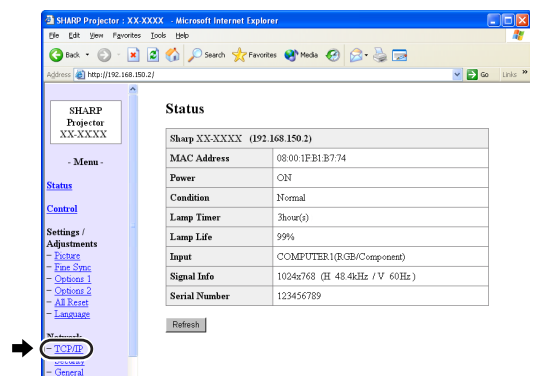 SHARP Projector : XX-XXXX - Microsoft Internet Explorer
File Edit View Favorites Tools Help
Back Search Favorites Media
Address http://192.168.150.2/ Go Links »
SHARP
Projector
XX-XXXX
- Menu -
Status
Control
Settings /
Adjustments
– Picture
– Fine Sync
– Options 1
– Options 2
– All Reset
– Language
Network
– TCP/IP
– Security
– General
Status
Sharp XX-XXXX (192.168.150.2)
MAC Address 08:00:1F:B1:B7:74
Power ON
Condition Normal
Lamp Timer 3hour(s)
Lamp Life 99%
Input COMPUTER1(RGB/Component)
Signal Info 1024x768 (H 48.4kHz / V 60Hz )
Serial Number 123456789
Refresh